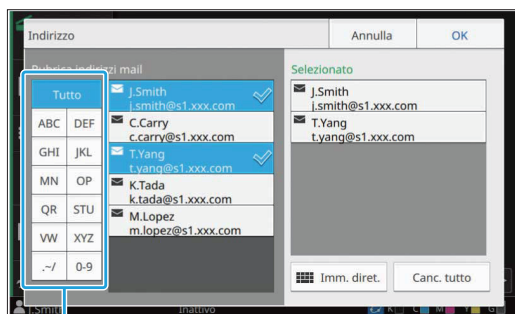 Indirizzo
Annulla
OK
Rubrica indirizzi mail
Selezionato
Tutto
ABC DEF
GHI JKL
MN OP
QR STU
VW XYZ
.~/ 0-9
J.Smith
j.smith@s1.xxx.com
C.Carry
c.carry@s1.xxx.com
T.Yang
t.yang@s1.xxx.com
K.Tada
k.tada@s1.xxx.com
M.Lopez
m.lopez@s1.xxx.com
J.Smith
j.smith@s1.xxx.com
T.Yang
t.yang@s1.xxx.com
Imm. diret.
Canc. tutto
J.Smith
Inattivo
K C M Y G